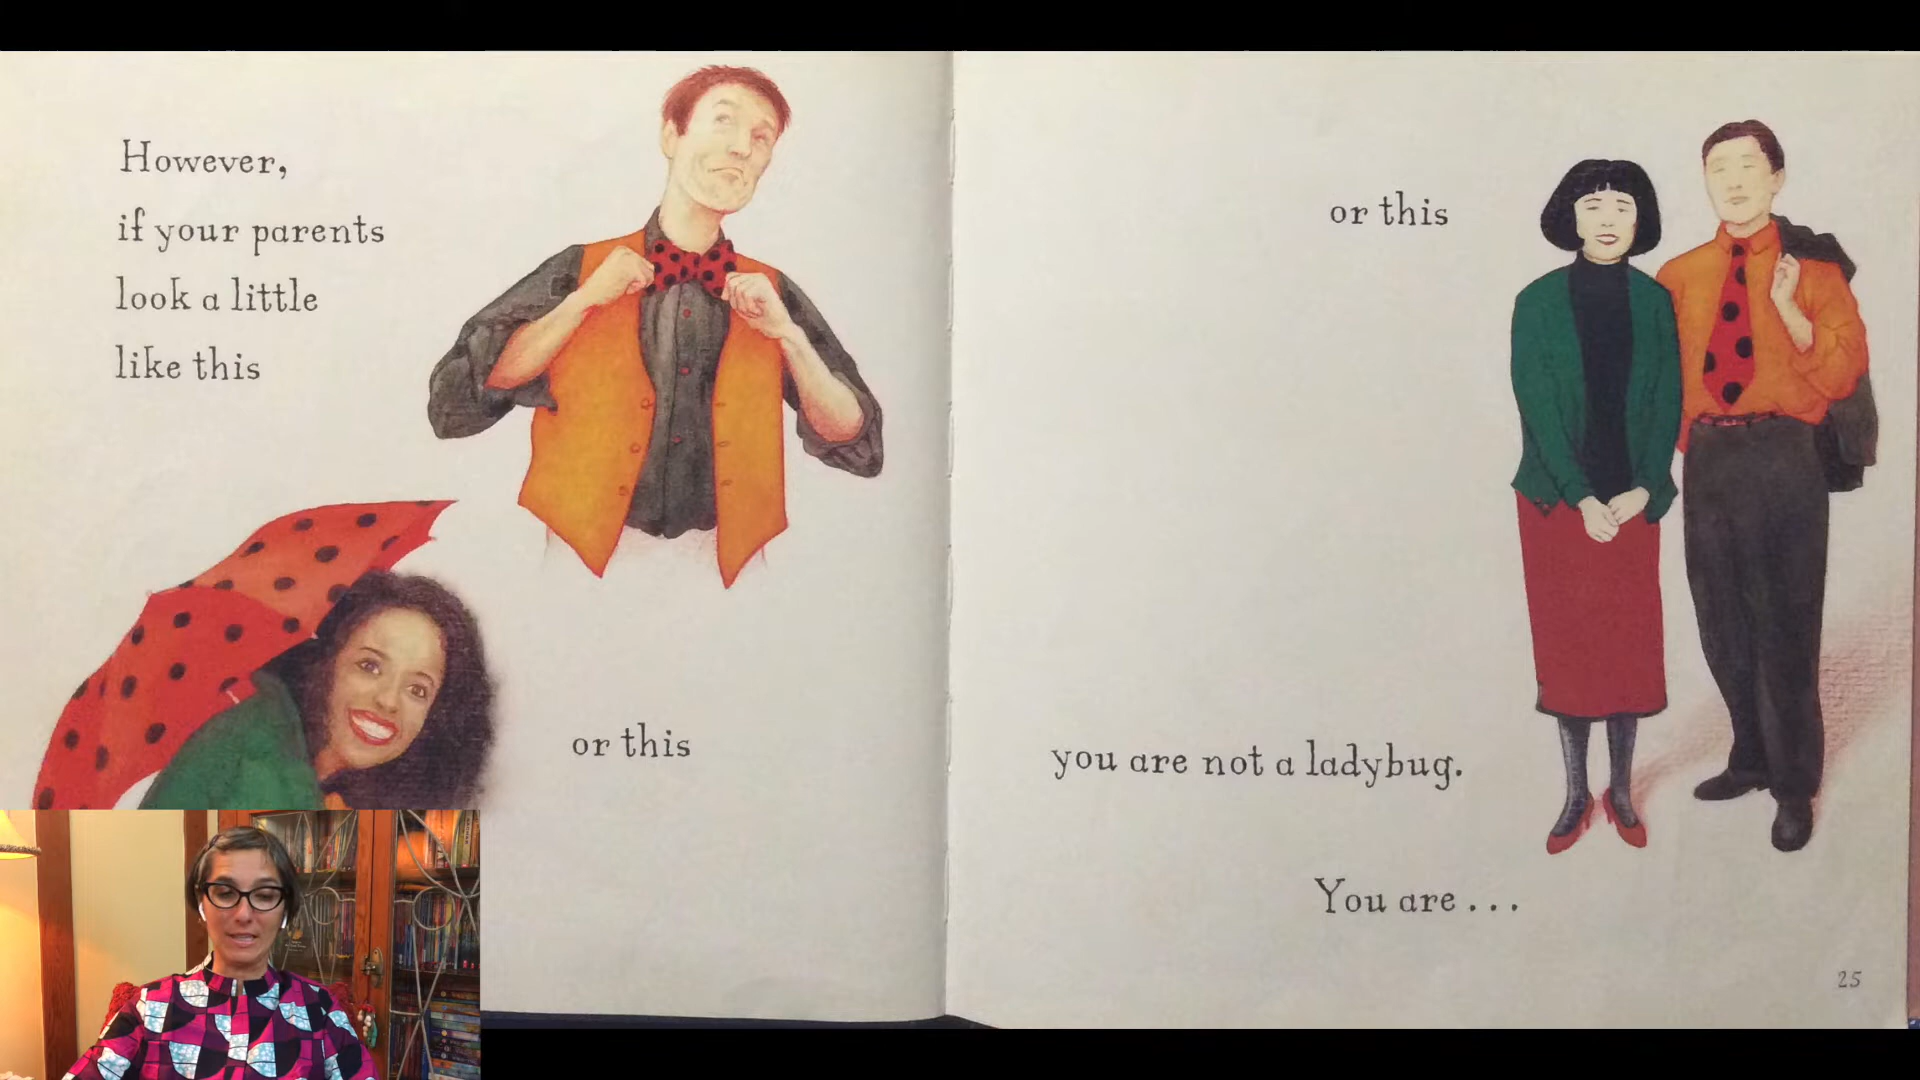 However,
if your parents
look a little
like this
or this
or this
you are not a ladybug.
You are . . .
25